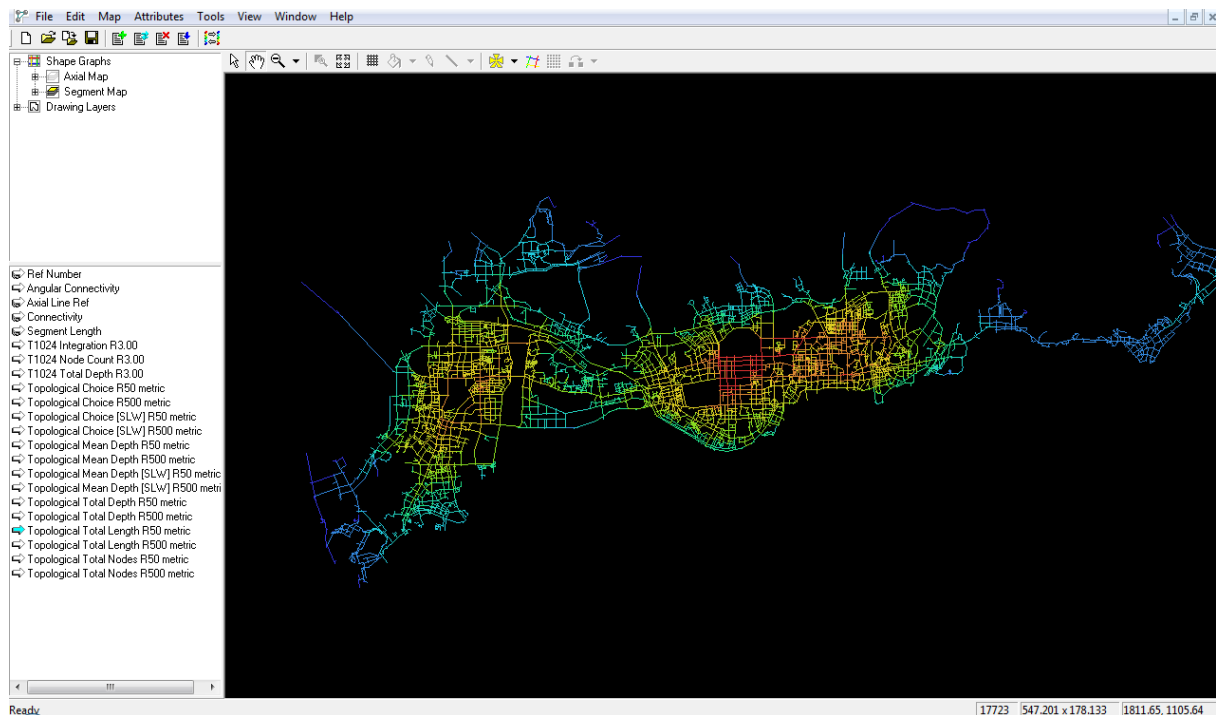 File Edit Map Attributes Tools View Window Help
Shape Graphs
Axial Map
Segment Map
Drawing Layers
Ref Number
Angular Connectivity
Axial Line Ref
Connectivity
Segment Length
T1024 Integration R3.00
T1024 Node Count R3.00
T1024 Total Depth R3.00
Topological Choice R50 metric
Topological Choice R500 metric
Topological Choice [SLW] R50 metric
Topological Choice [SLW] R500 metric
Topological Mean Depth R50 metric
Topological Mean Depth R500 metric
Topological Mean Depth [SLW] R50 metric
Topological Mean Depth [SLW] R500 metri
Topological Total Depth R50 metric
Topological Total Depth R500 metric
Topological Total Length R50 metric
Topological Total Length R500 metric
Topological Total Nodes R50 metric
Topological Total Nodes R500 metric
Ready 17723 547.201 x 178.133 1811.65, 1105.64